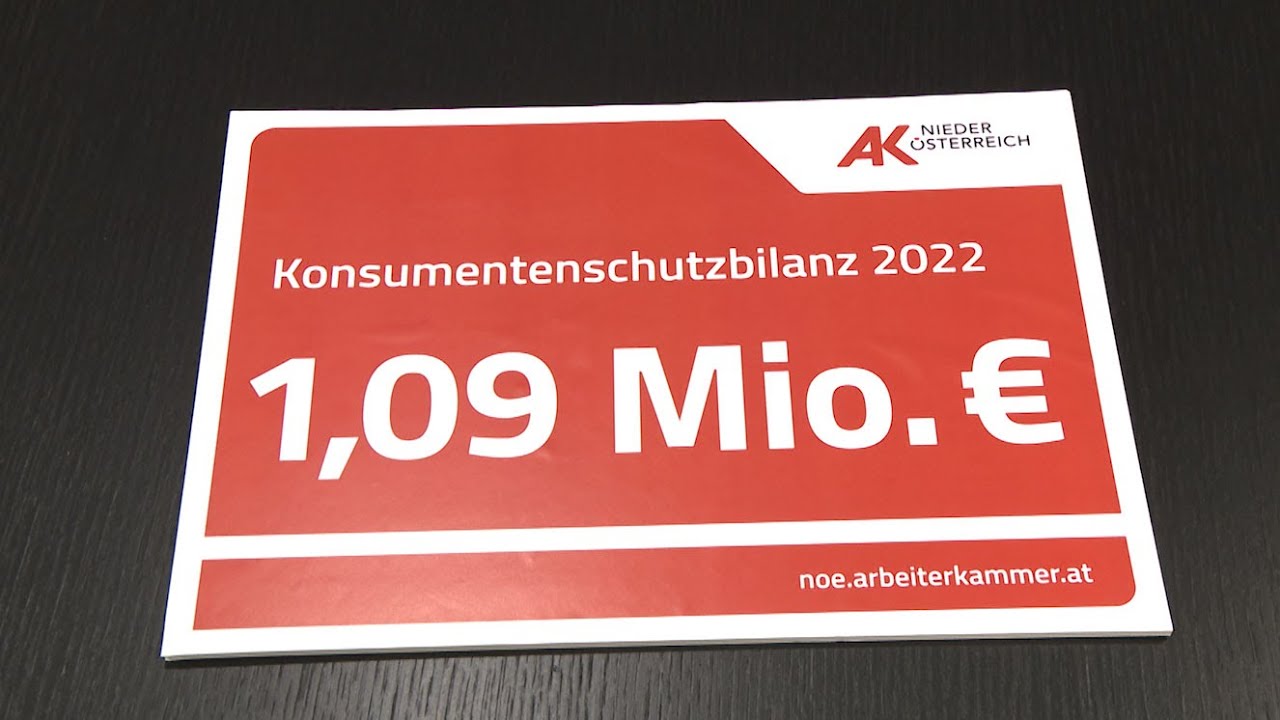 AK NIEDER
ÖSTERREICH
Konsumentenschutzbilanz 2022
1,09 Mio. €
noe.arbeiterkammer.at